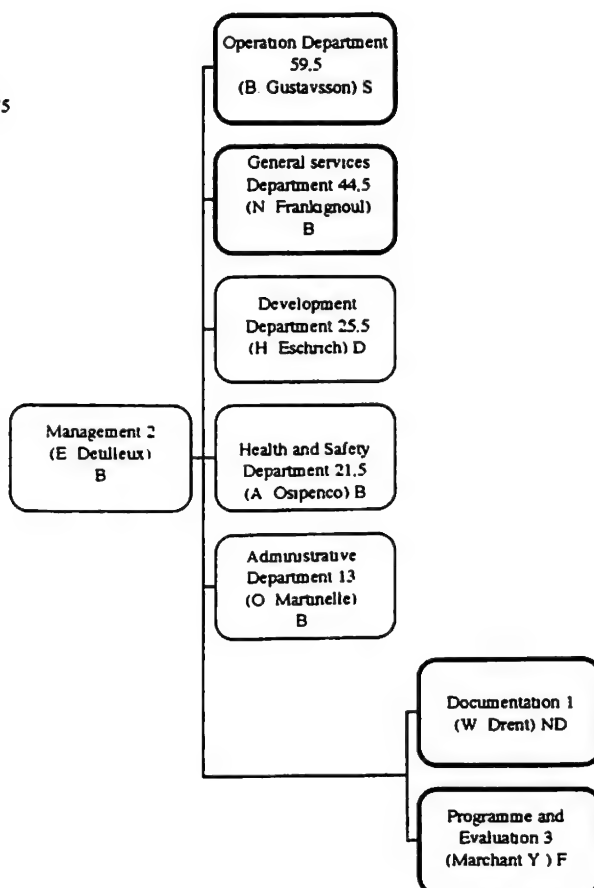 Operation Department
59.5
(B. Gustavsson) S
5
General services
Department 44.5
(N Frankignoul)
B
Development
Department 25.5
(H Eschrich) D
Management 2
(E Detilleux)
B
Health and Safety
Department 21.5
(A Osipenco) B
Administrative
Department 13
(O Martinelle)
B
Documentation 1
(W Drent) ND
Programme and
Evaluation 3
(Marchant Y ) F